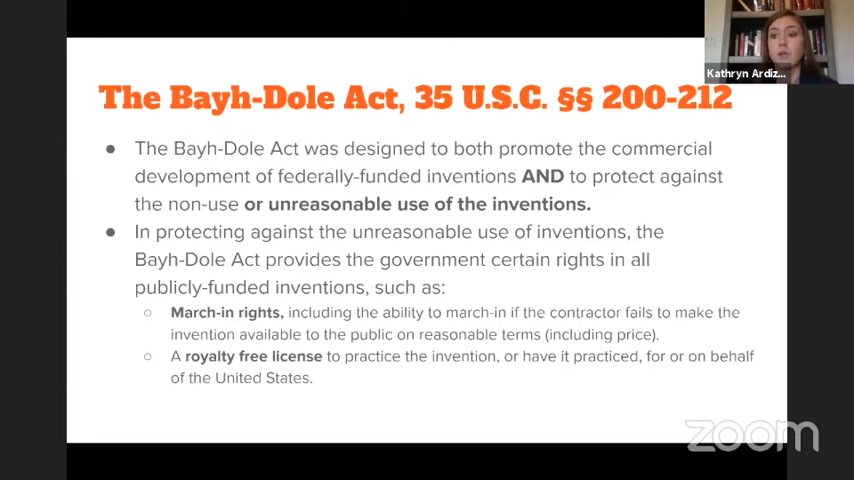 Kathryn Ardiz...
The Bayh-Dole Act, 35 U.S.C. §§ 200-212
● The Bayh-Dole Act was designed to both promote the commercial
development of federally-funded inventions AND to protect against
the non-use or unreasonable use of the inventions.
● In protecting against the unreasonable use of inventions, the
Bayh-Dole Act provides the government certain rights in all
publicly-funded inventions, such as:
○ March-in rights, including the ability to march-in if the contractor fails to make the
invention available to the public on reasonable terms (including price).
○ A royalty free license to practice the invention, or have it practiced, for or on behalf
of the United States.
zoom